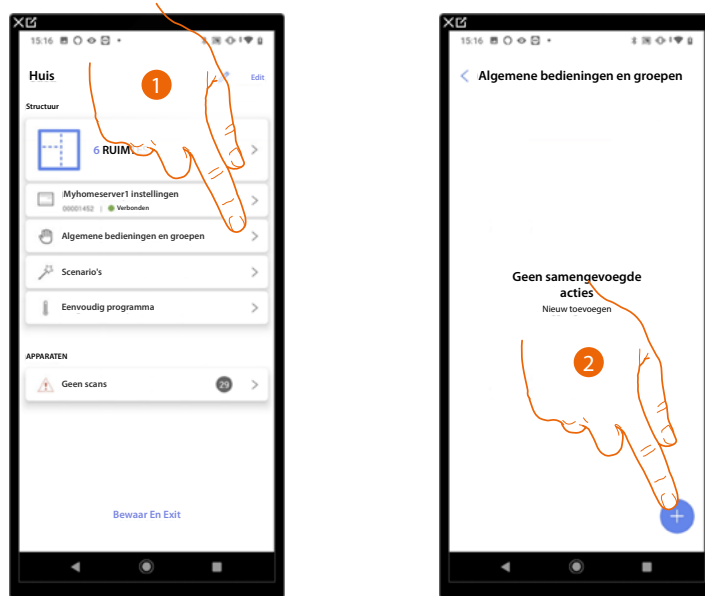 15:16
Huis
Edit
Structuur
1
6 RUIM
Myhomeserver1 instellingen
00001452 | Verbonden
Algemene bedieningen en groepen
Scenario's
Eenvoudig programma
APPARATEN
Geen scans
29
Bewaar En Exit
15:16
Algemene bedieningen en groepen
Geen samengevoegde
acties
Nieuw toevoegen
2